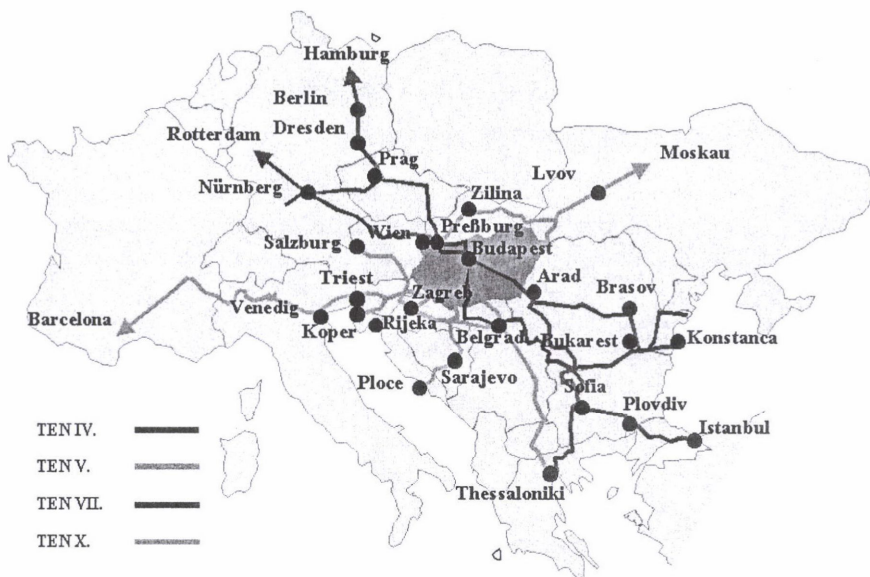 Hamburg
Berlin
Dresden
Rotterdam
Prag
Nürnberg
Lvov
Moskau
Zilina
Wien
Preßburg
Salzburg
Budapest
Triest
Arad
Zagreb
Brasov
Venedig
Barcelona
Koper
Rijeka
Belgrad
Bukarest
Konstanca
Sarajevo
Ploce
Sofia
Plovdiv
Istanbul
Thessaloniki
TEN IV.
TEN V.
TEN VII.
TEN X.